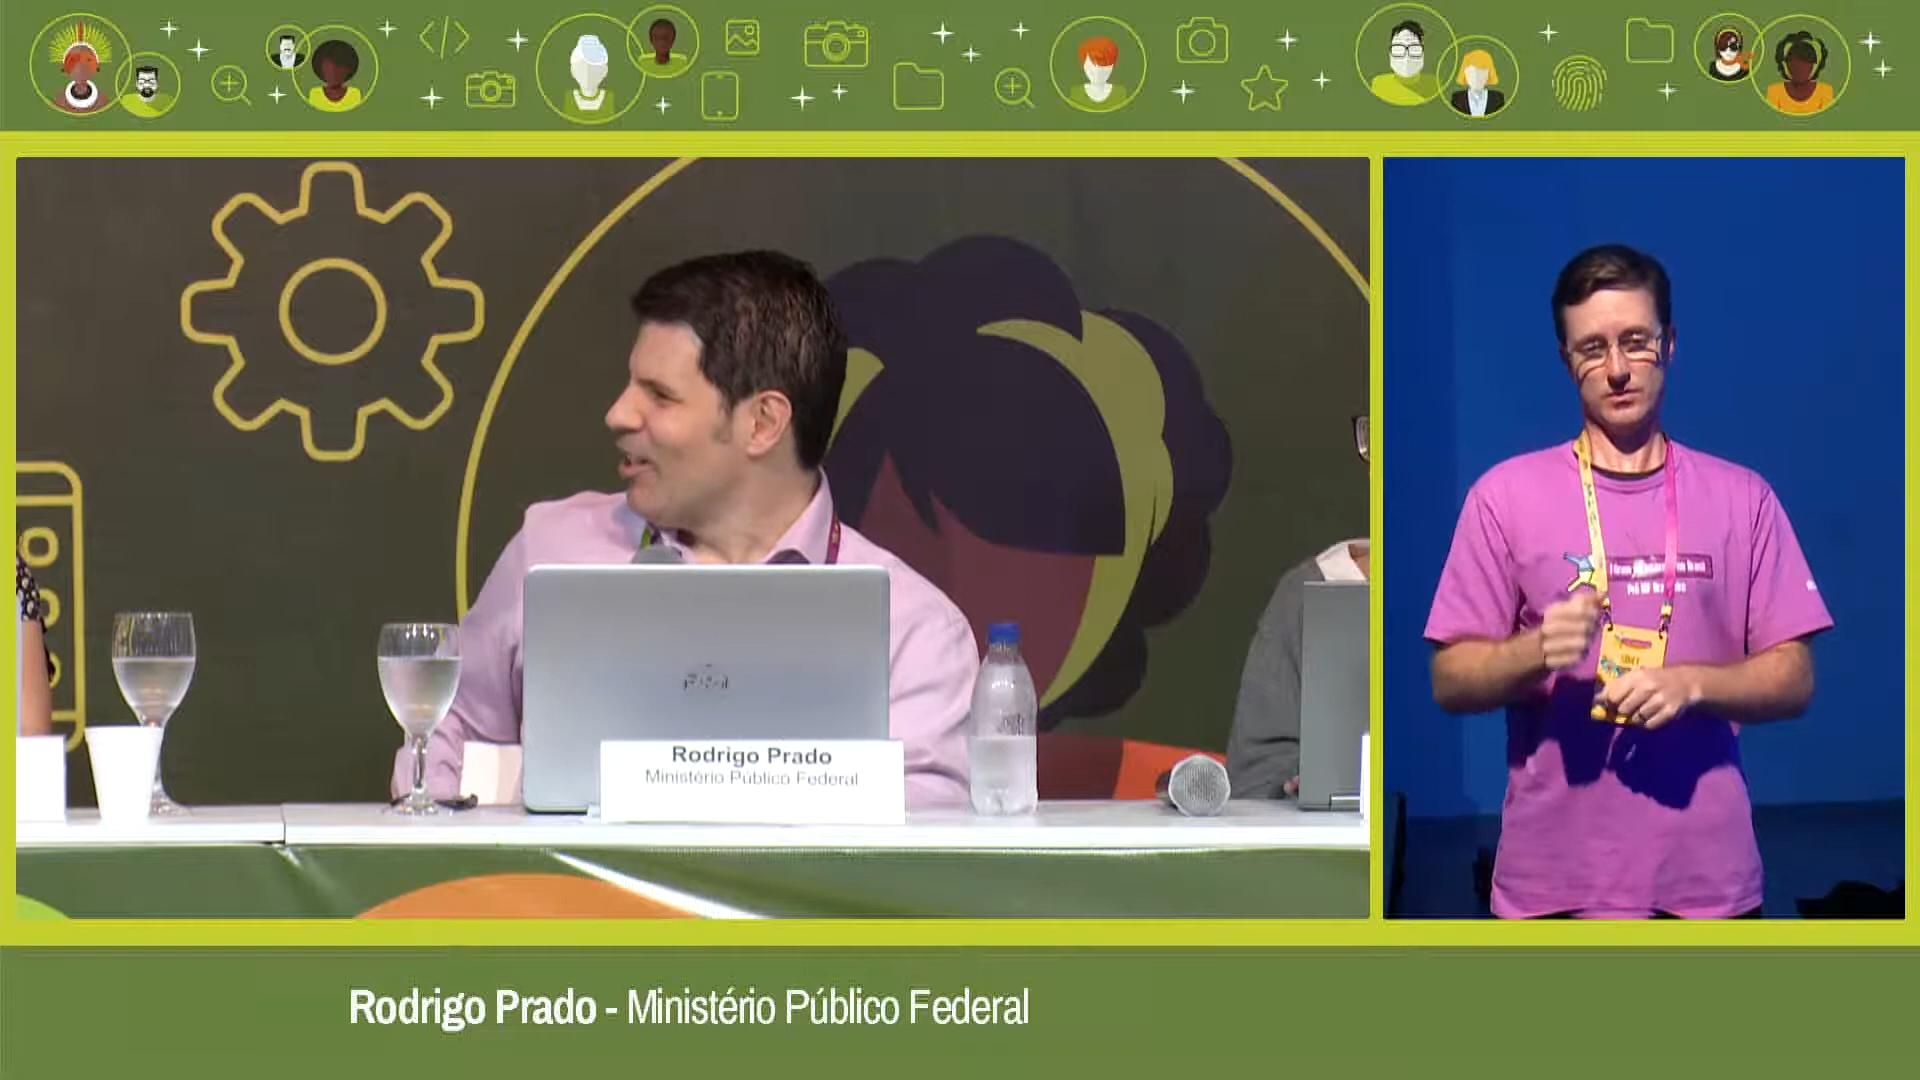 Rodrigo Prado
Ministério Público Federal
Rodrigo Prado - Ministério Público Federal